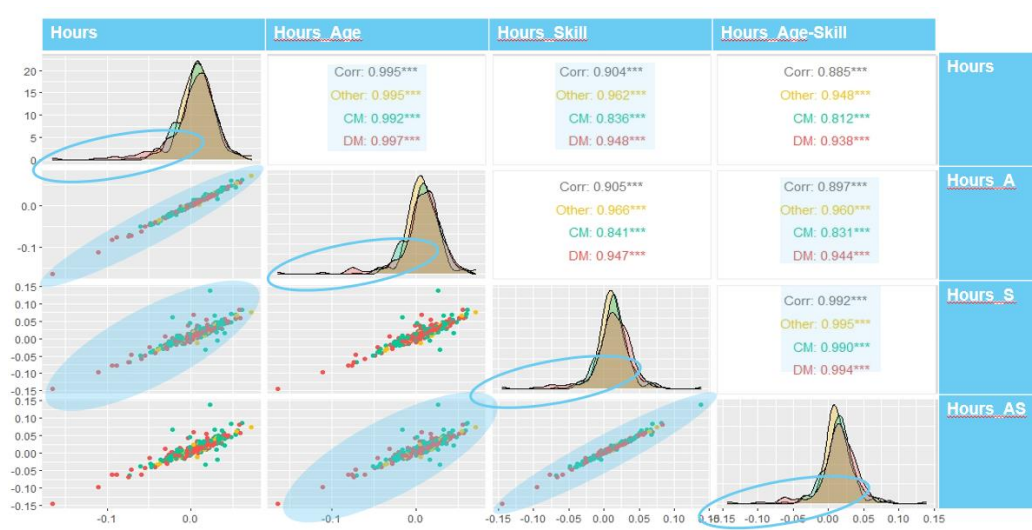 Hours Hours_Age Hours_Skill Hours_Age-Skill
Hours
20
15
10
5
0
Corr: 0.995***
Other: 0.995***
CM: 0.992***
DM: 0.997***
Corr: 0.904***
Other: 0.962***
CM: 0.836***
DM: 0.948***
Corr: 0.885***
Other: 0.948***
CM: 0.812***
DM: 0.938***
Hours_A
0.0
-0.1
Corr: 0.905***
Other: 0.966***
CM: 0.841***
DM: 0.947***
Corr: 0.897***
Other: 0.960***
CM: 0.831***
DM: 0.944***
Hours_S
0.15
0.10
0.05
0.00
-0.05
-0.10
-0.15
Corr: 0.992***
Other: 0.995***
CM: 0.990***
DM: 0.994***
Hours_AS
0.15
0.10
0.05
0.00
-0.05
-0.10
-0.15
-0.1 0.0 -0.1 0.0 -0.15 -0.10 -0.05 0.00 0.05 0.10 0.15 -0.15 -0.10 -0.05 0.00 0.05 0.10 0.15